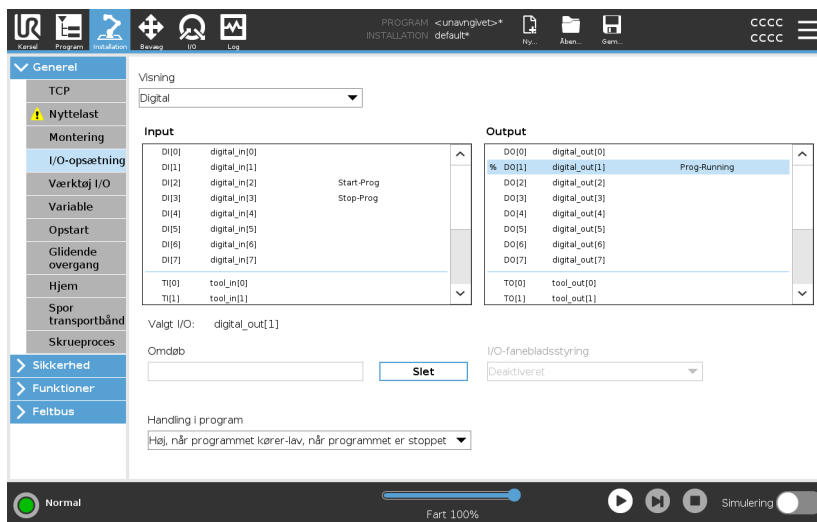 UR
PROGRAM <unavngivet>*
INSTALLATION default*
Kørsel Program Installation Bevæg I/O Log
Ny... Åben... Gem...
CCCC
CCCC
Generel
TCP
Nyttelast
Montering
I/O-opsætning
Værktøj I/O
Variable
Opstart
Glidende
overgang
Hjem
Spor
transportbånd
Skrueproces
Sikkerhed
Funktioner
Feltbus
Visning
Digital
Input
DI[0] digital_in[0]
DI[1] digital_in[1]
DI[2] digital_in[2] Start-Prog
DI[3] digital_in[3] Stop-Prog
DI[4] digital_in[4]
DI[5] digital_in[5]
DI[6] digital_in[6]
DI[7] digital_in[7]
TI[0] tool_in[0]
TI[1] tool_in[1]
Output
DO[0] digital_out[0]
% DO[1] digital_out[1] Prog-Running
DO[2] digital_out[2]
DO[3] digital_out[3]
DO[4] digital_out[4]
DO[5] digital_out[5]
DO[6] digital_out[6]
DO[7] digital_out[7]
TO[0] tool_out[0]
TO[1] tool_out[1]
Valgt I/O: digital_out[1]
Omdøb
Slet
I/O-fanebladsstyring
Deaktiveret
Handling i program
Høj, når programmet kører-lav, når programmet er stoppet
Normal
Fart 100%
Simulering